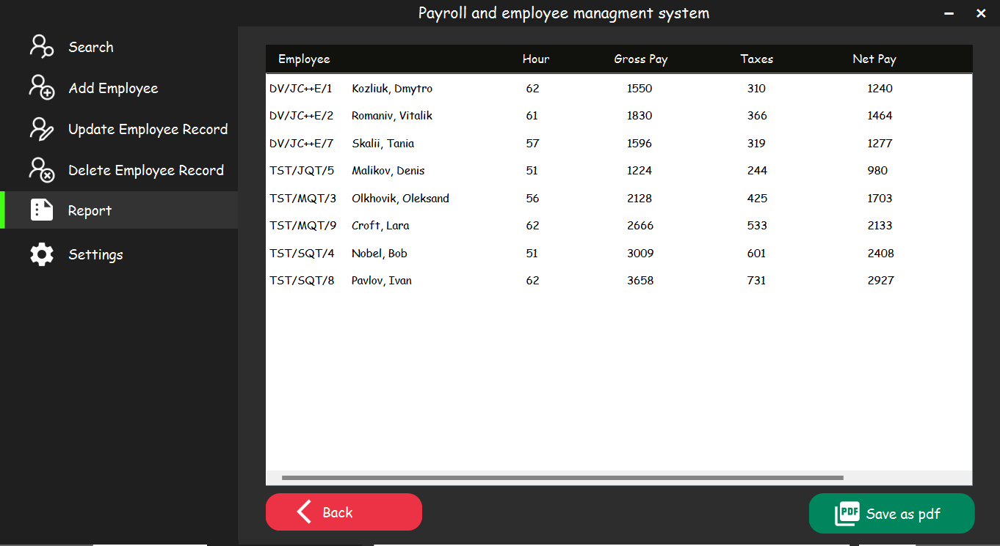 Payroll and employee managment system
Search
Add Employee
Update Employee Record
Delete Employee Record
Report
Settings
Employee Hour Gross Pay Taxes Net Pay
DV/JC++E/1 Kozliuk, Dmytro 62 1550 310 1240
DV/JC++E/2 Romaniv, Vitalik 61 1830 366 1464
DV/JC++E/7 Skalii, Tania 57 1596 319 1277
TST/JQT/5 Malikov, Denis 51 1224 244 980
TST/MQT/3 Olkhovik, Oleksand 56 2128 425 1703
TST/MQT/9 Croft, Lara 62 2666 533 2133
TST/SQT/4 Nobel, Bob 51 3009 601 2408
TST/SQT/8 Pavlov, Ivan 62 3658 731 2927
Back
PDF Save as pdf